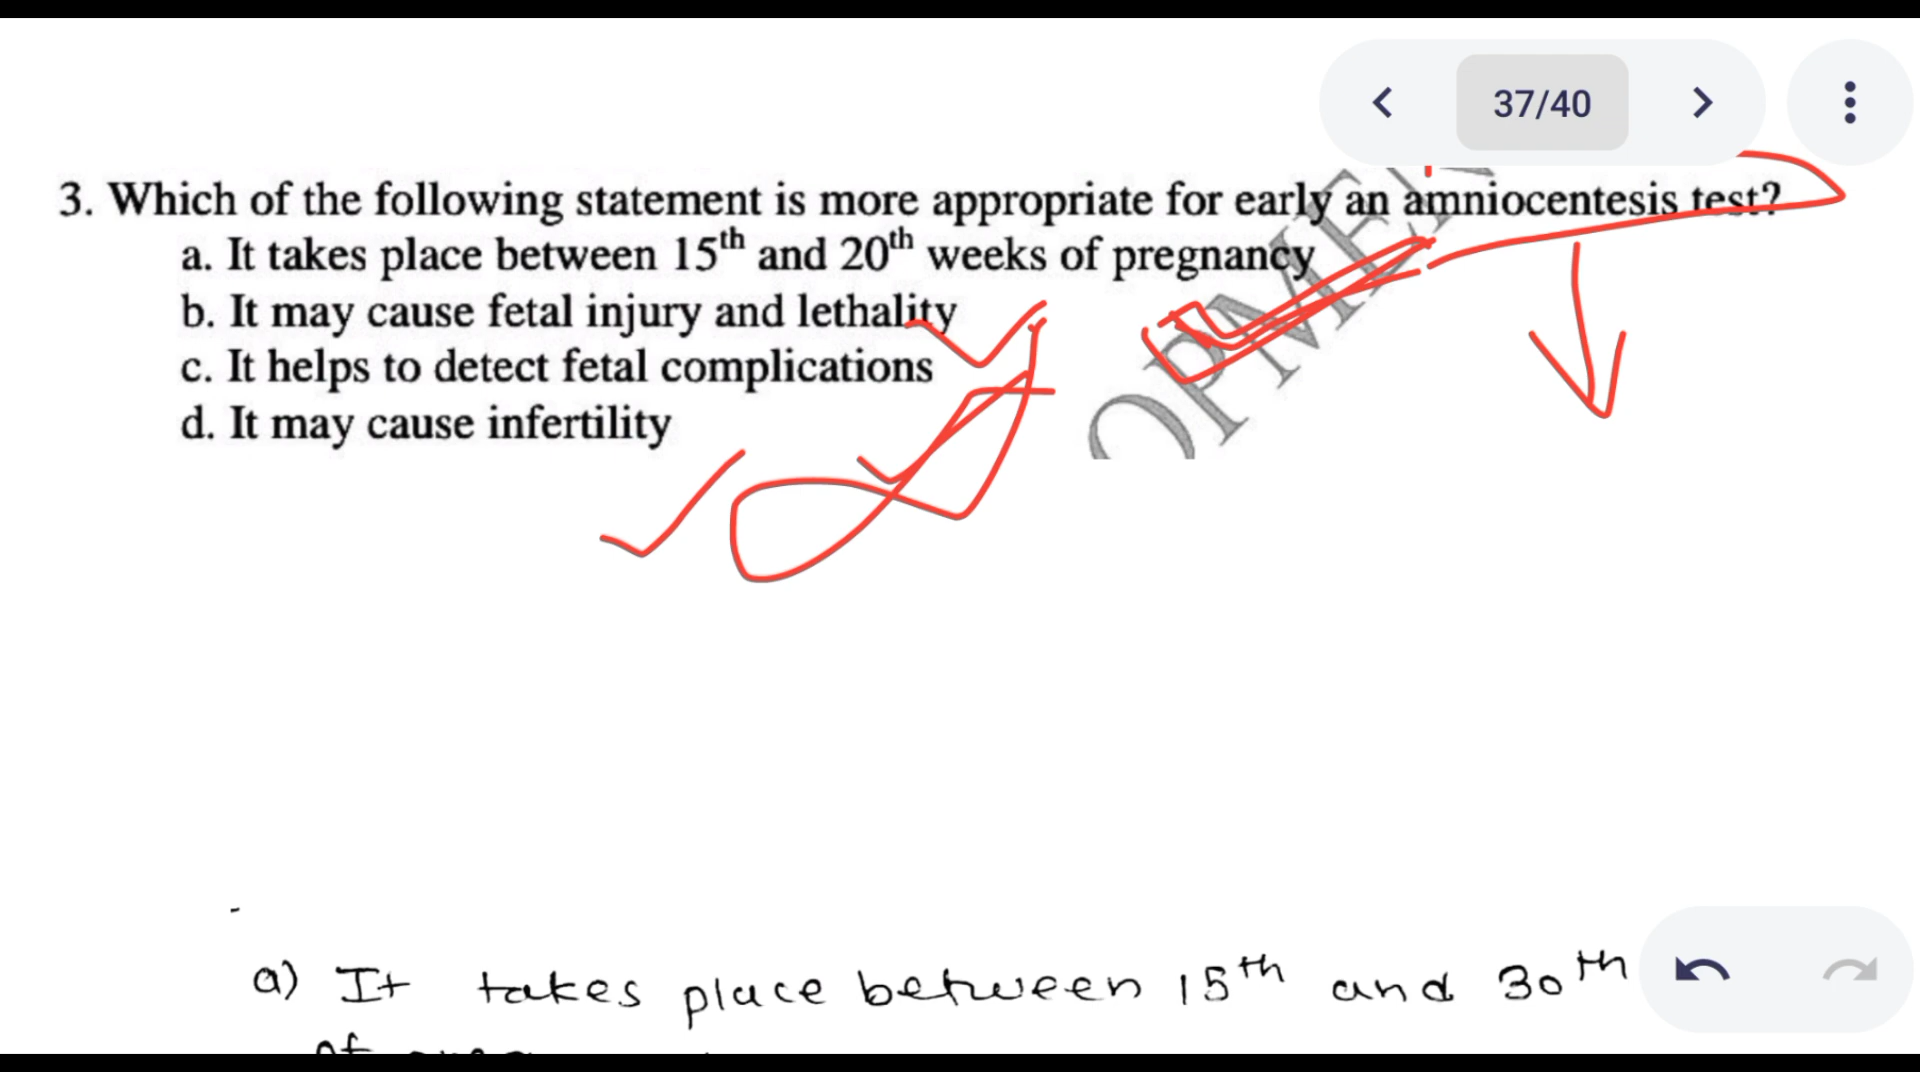 37/40
3. Which of the following statement is more appropriate for early an amniocentesis test?
a. It takes place between 15th and 20th weeks of pregnancy
b. It may cause fetal injury and lethality
c. It helps to detect fetal complications
d. It may cause infertility
OPME
a) It takes place between 15th and 30th
of